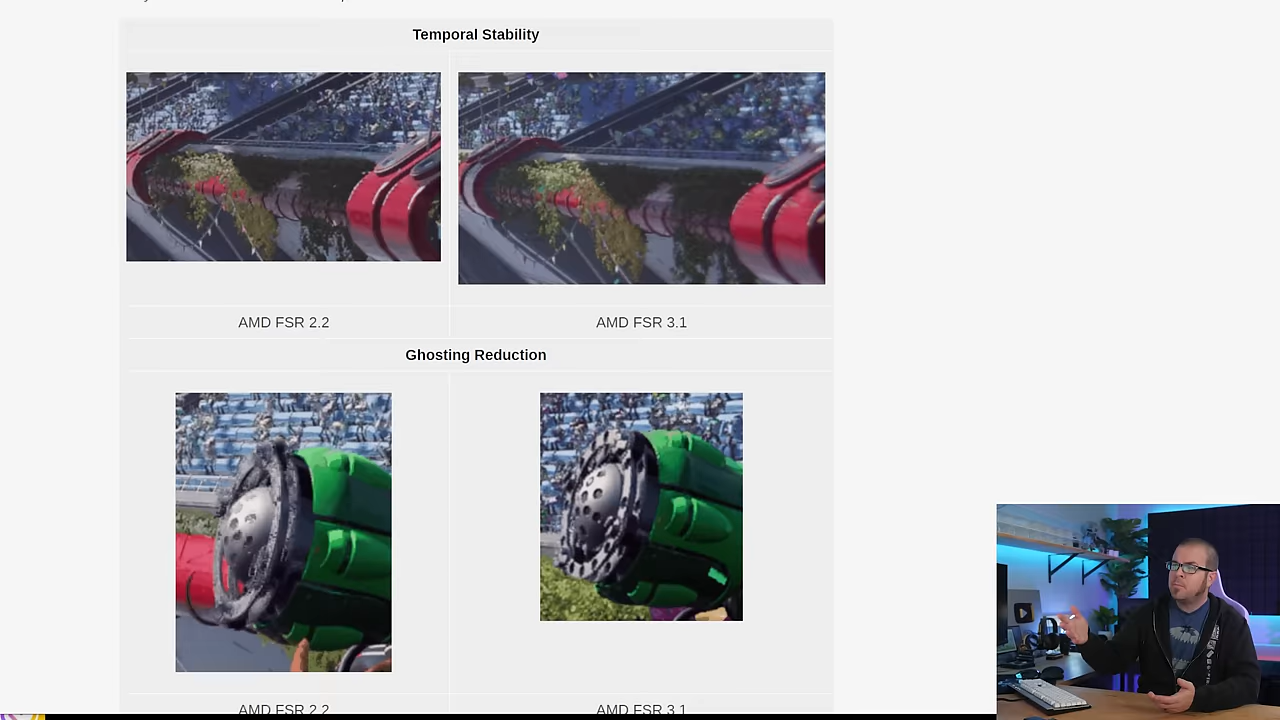 Temporal Stability
AMD FSR 2.2
AMD FSR 3.1
Ghosting Reduction
AMD FSR 2.2
AMD FSR 3.1